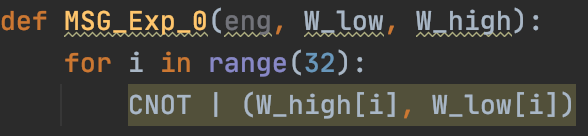 def MSG_Exp_0(eng, W_low, W_high):
    for i in range(32):
        CNOT | (W_high[i], W_low[i])